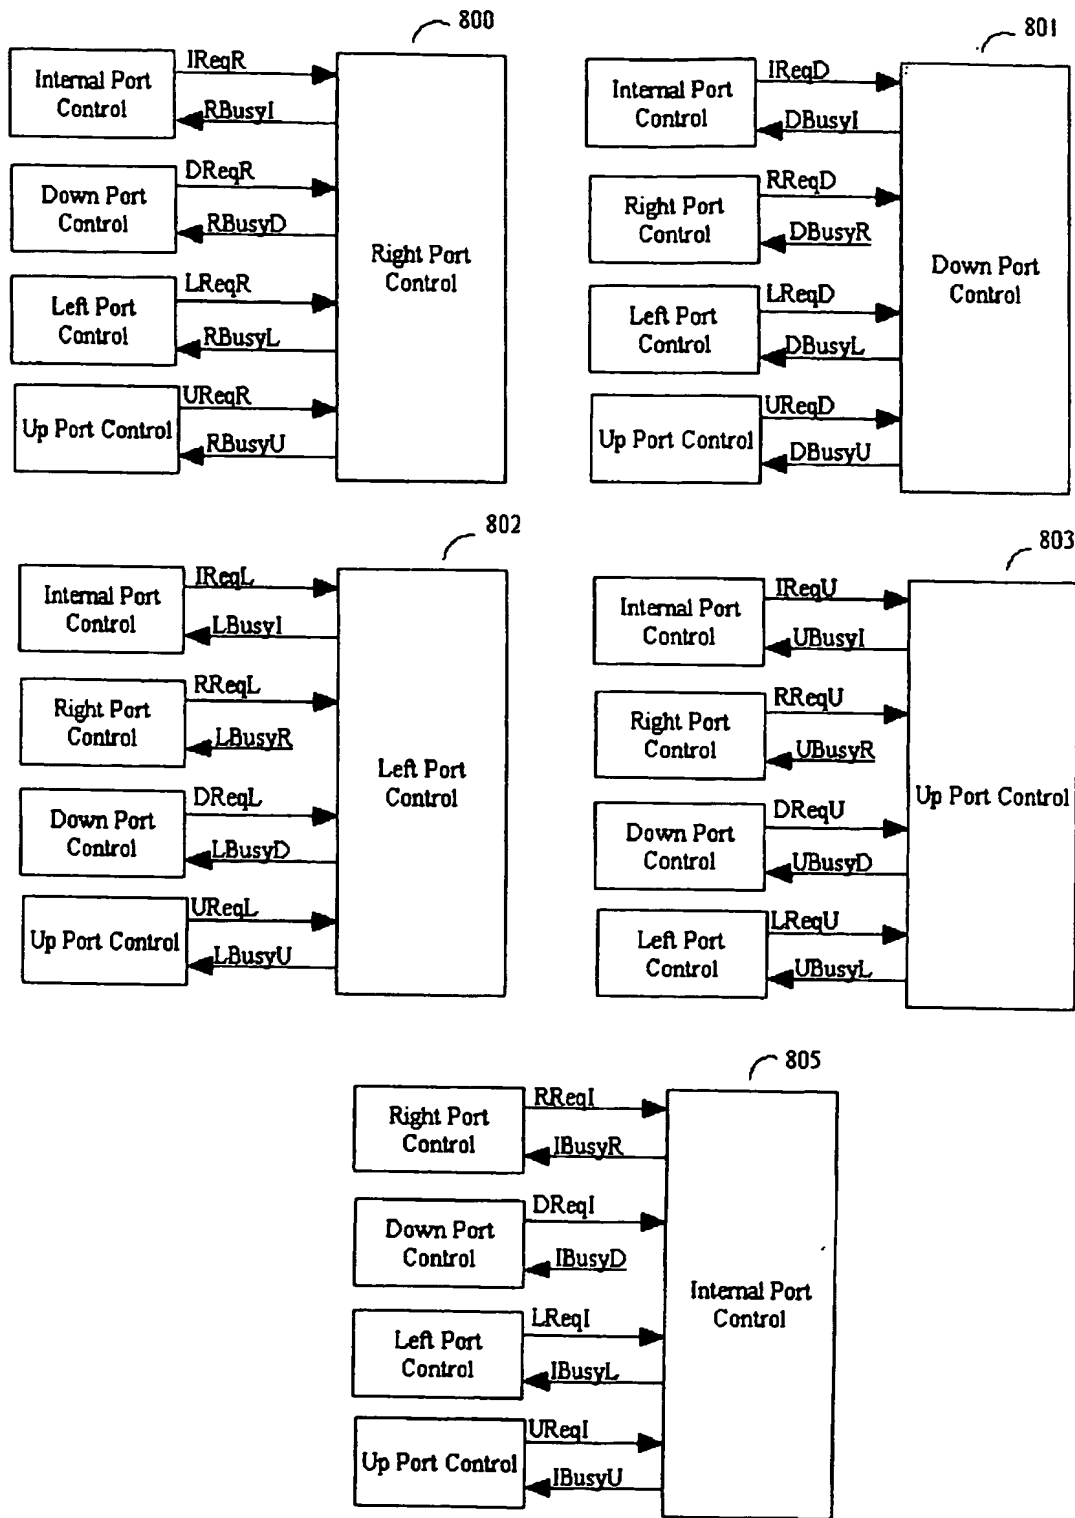 800
IReqR
Internal Port
Control
RBusyI
DReqR
Down Port
Control
RBusyD
LReqR
Left Port
Control
RBusyL
UReqR
Up Port Control
RBusyU
Right Port
Control
801
IReqD
Internal Port
Control
DBusyI
RReqD
Right Port
Control
DBusyR
LReqD
Left Port
Control
DBusyL
UReqD
Up Port Control
DBusyU
Down Port
Control
802
IReqL
Internal Port
Control
LBusyI
RReqL
Right Port
Control
LBusyR
DReqL
Down Port
Control
LBusyD
UReqL
Up Port Control
LBusyU
Left Port
Control
803
IReqU
Internal Port
Control
UBusyI
RReqU
Right Port
Control
UBusyR
DReqU
Down Port
Control
UBusyD
LReqU
Left Port
Control
UBusyL
Up Port Control
805
RReqI
Right Port
Control
IBusyR
DReqI
Down Port
Control
IBusyD
LReqI
Left Port
Control
IBusyL
UReqI
Up Port Control
IBusyU
Internal Port
Control